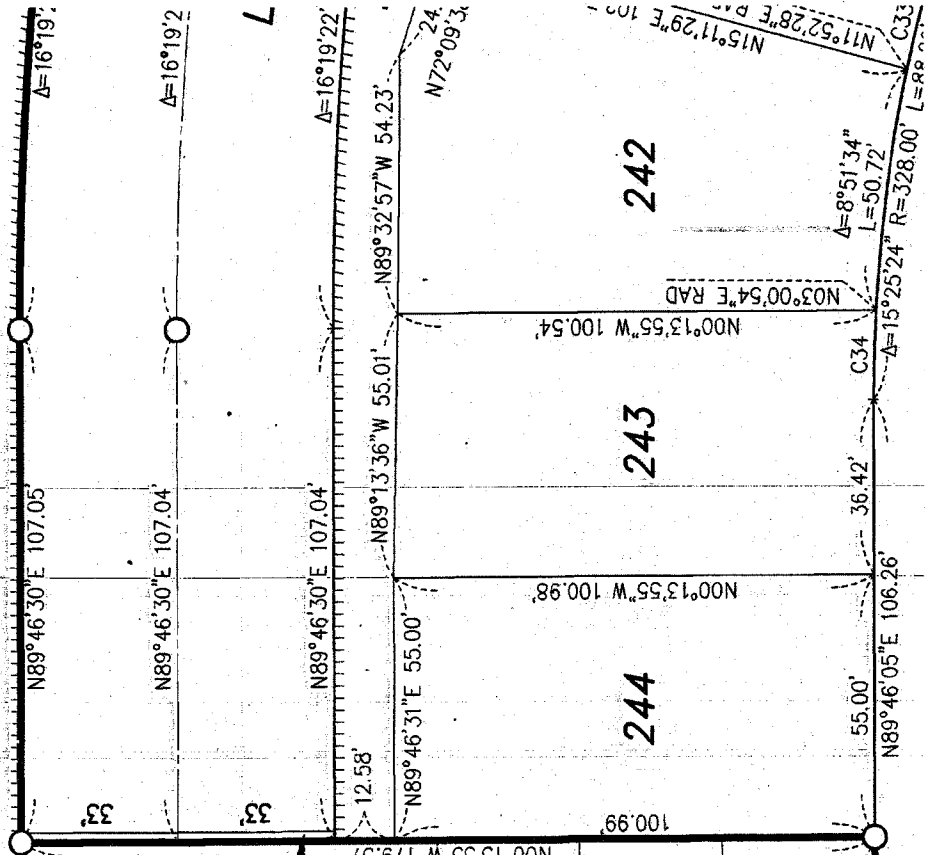 Δ=16°19'2
Δ=16°19'2
Δ=16°19'22"
24.
N72°09'3
N15°11'29"E
N11°52'28"E RAD
C33
N89°32'57"W 54.23'
242
Δ=8°51'34"
L=50.72'
Δ=15°25'24" R=328.00'
N03°00'54"E RAD
N00°13'55"W 100.54'
N89°13'36"W 55.01'
243
C34
36.42'
N89°46'30"E 107.05'
N89°46'30"E 107.04'
N89°46'30"E 107.04'
N00°13'55"W 100.98'
N89°46'31"E 55.00'
244
55.00'
N89°46'05"E 106.26'
12.58'
33'
33'
100.99'